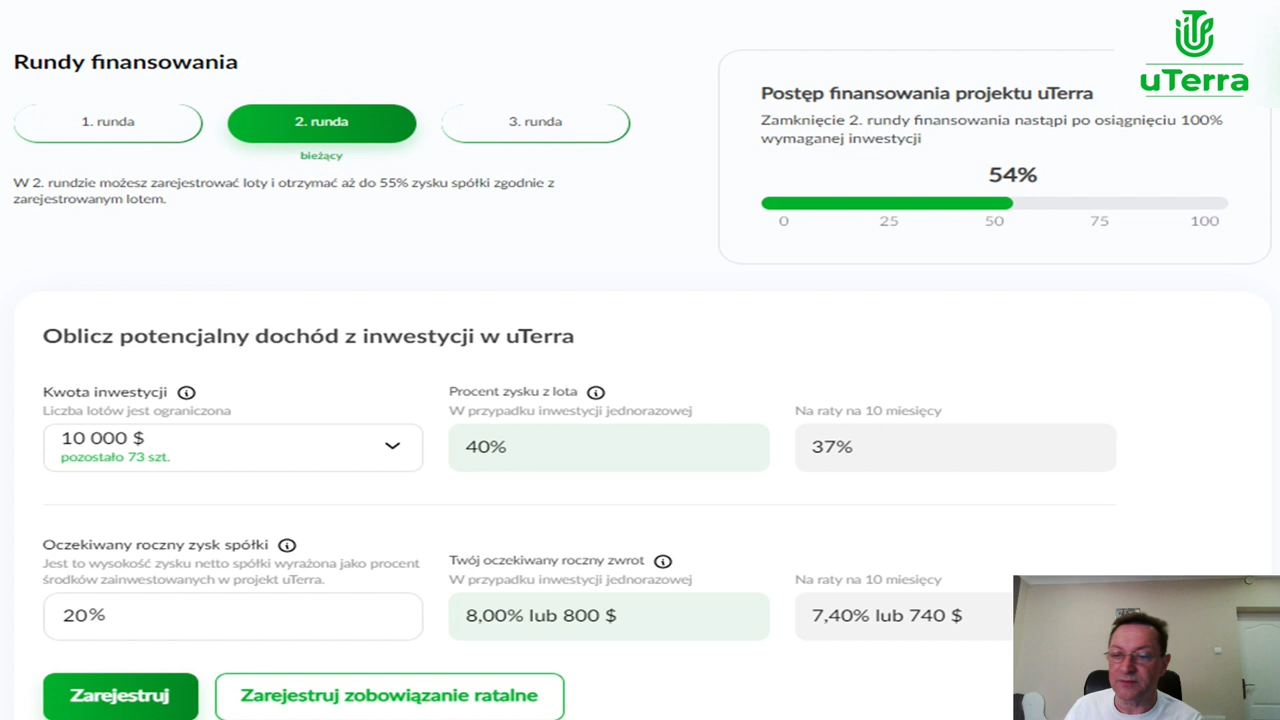 uTerra
Rundy finansowania
1. runda
2. runda
3. runda
bieżący
W 2. rundzie możesz zarejestrować loty i otrzymać aż do 55% zysku spółki zgodnie z
zarejestrowanym lotem.
Postęp finansowania projektu uTerra
Zamknięcie 2. rundy finansowania nastąpi po osiągnięciu 100%
wymaganej inwestycji
54%
0 25 50 75 100
Oblicz potencjalny dochód z inwestycji w uTerra
Kwota inwestycji
Liczba lotów jest ograniczona
10 000 $
pozostało 73 szt.
Procent zysku z lota
W przypadku inwestycji jednorazowej
40%
Na raty na 10 miesięcy
37%
Oczekiwany roczny zysk spółki
Jest to wysokość zysku netto spółki wyrażona jako procent
środków zainwestowanych w projekt uTerra.
20%
Twój oczekiwany roczny zwrot
W przypadku inwestycji jednorazowej
8,00% lub 800 $
Na raty na 10 miesięcy
7,40% lub 740 $
Zarejestruj
Zarejestruj zobowiązanie ratalne